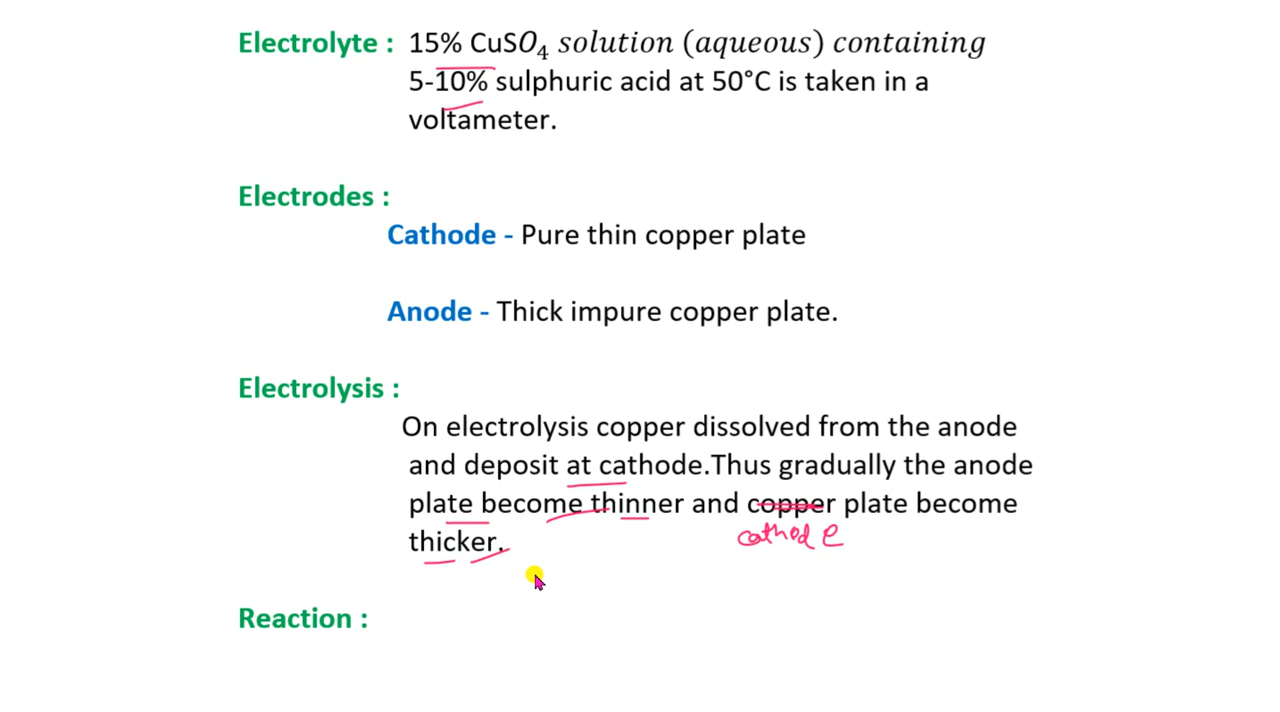 Electrolyte : 15% CuSO₄ solution (aqueous) containing
5-10% sulphuric acid at 50°C is taken in a
voltameter.
Electrodes :
Cathode - Pure thin copper plate
Anode - Thick impure copper plate.
Electrolysis :
On electrolysis copper dissolved from the anode
and deposit at cathode.Thus gradually the anode
plate become thinner and copper plate become
cathode
thicker.
Reaction :